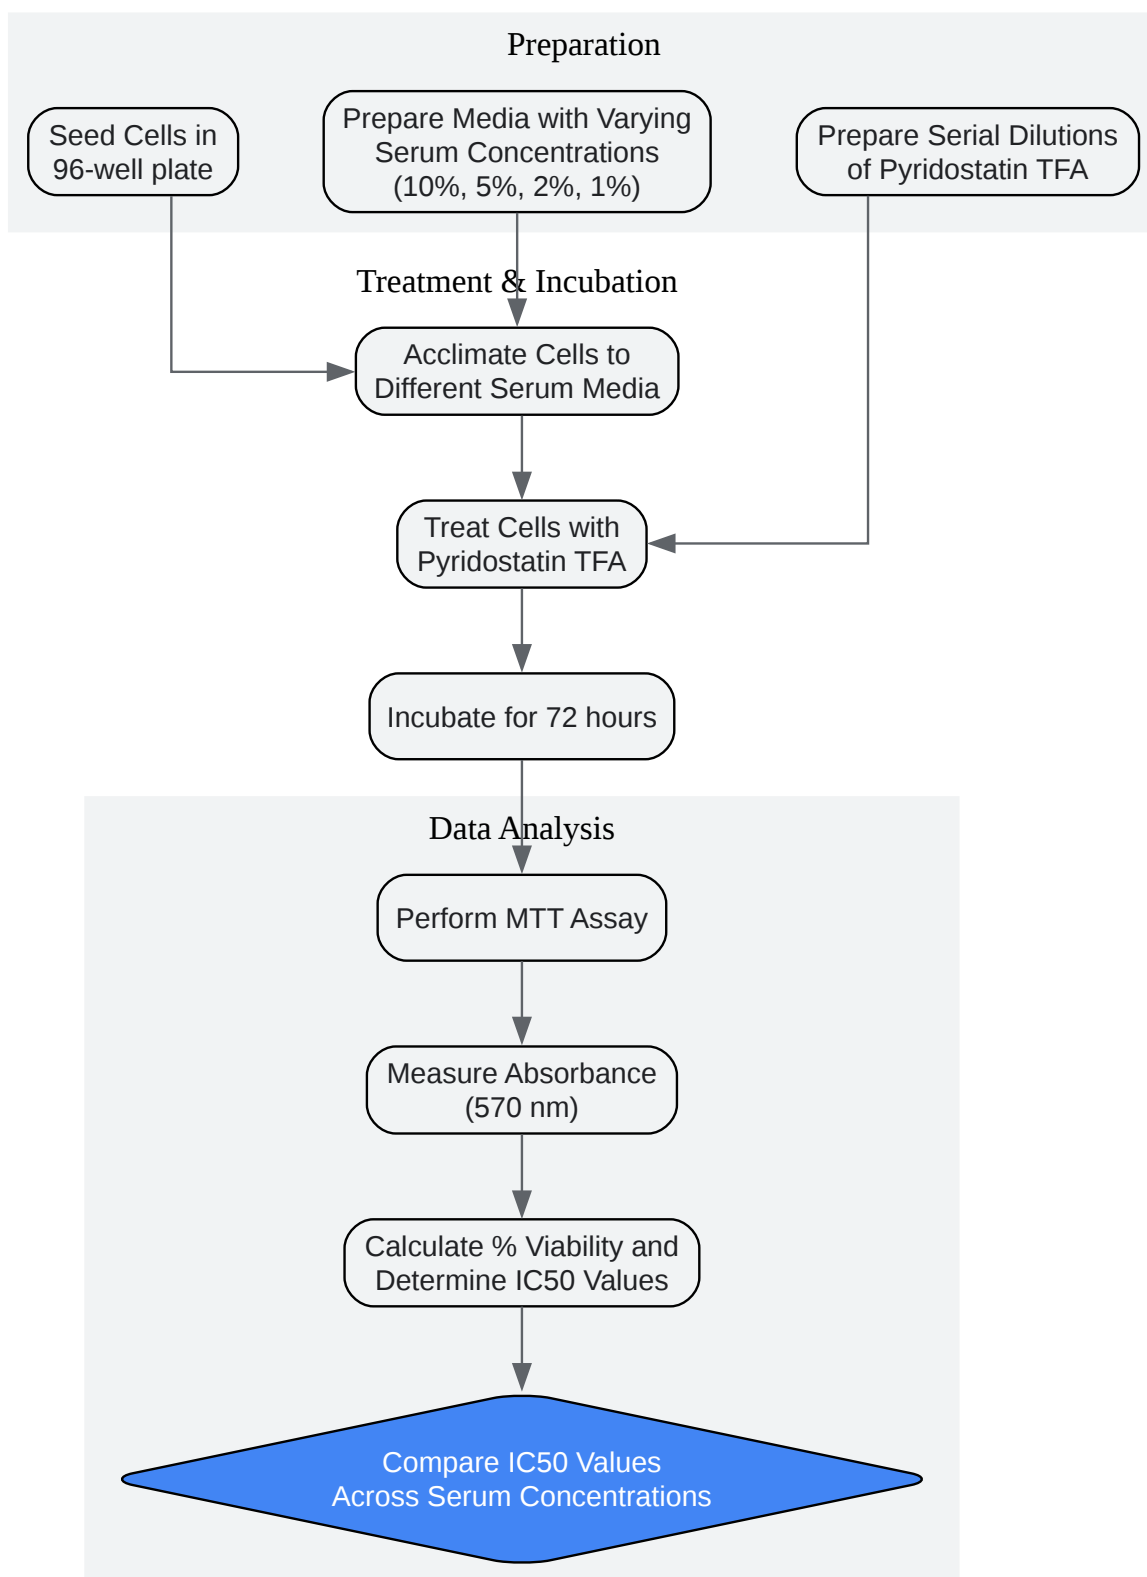 Preparation
Seed Cells in
96-well plate
Prepare Media with Varying
Serum Concentrations
(10%, 5%, 2%, 1%)
Prepare Serial Dilutions
of Pyridostatin TFA
Treatment & Incubation
Acclimate Cells to
Different Serum Media
Treat Cells with
Pyridostatin TFA
Incubate for 72 hours
Data Analysis
Perform MTT Assay
Measure Absorbance
(570 nm)
Calculate % Viability and
Determine IC50 Values
Compare IC50 Values
Across Serum Concentrations